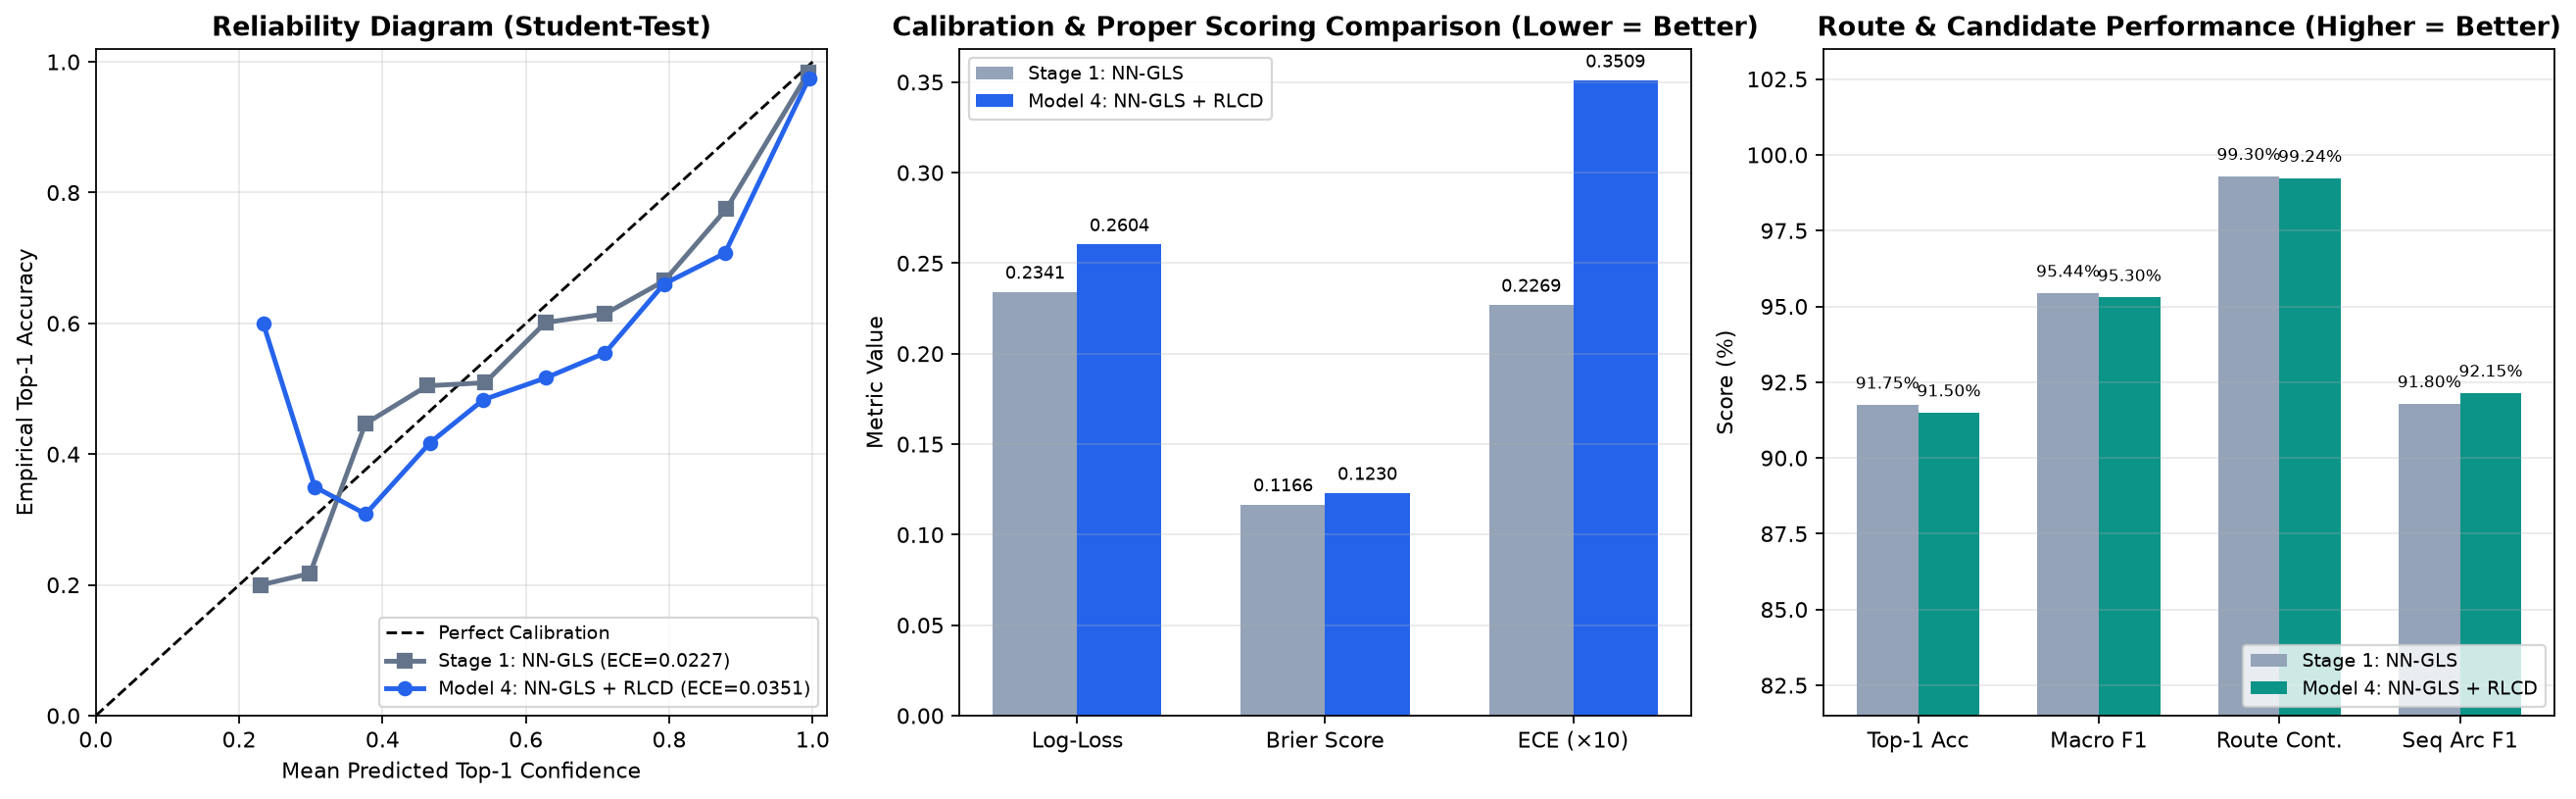 Reliability Diagram (Student-Test)
Empirical Top-1 Accuracy
1.0
0.8
0.6
0.4
0.2
0.0
0.0 0.2 0.4 0.6 0.8 1.0
Mean Predicted Top-1 Confidence
Perfect Calibration
Stage 1: NN-GLS (ECE=0.0227)
Model 4: NN-GLS + RLCD (ECE=0.0351)
Calibration & Proper Scoring Comparison (Lower = Better)
Metric Value
0.35
0.30
0.25
0.20
0.15
0.10
0.05
0.00
Stage 1: NN-GLS
Model 4: NN-GLS + RLCD
0.2341
0.2604
0.1166
0.1230
0.2269
0.3509
Log-Loss Brier Score ECE (×10)
Route & Candidate Performance (Higher = Better)
Score (%)
102.5
100.0
97.5
95.0
92.5
90.0
87.5
85.0
82.5
91.75%
91.50%
95.44%
95.30%
99.30%
99.24%
91.80%
92.15%
Stage 1: NN-GLS
Model 4: NN-GLS + RLCD
Top-1 Acc Macro F1 Route Cont. Seq Arc F1